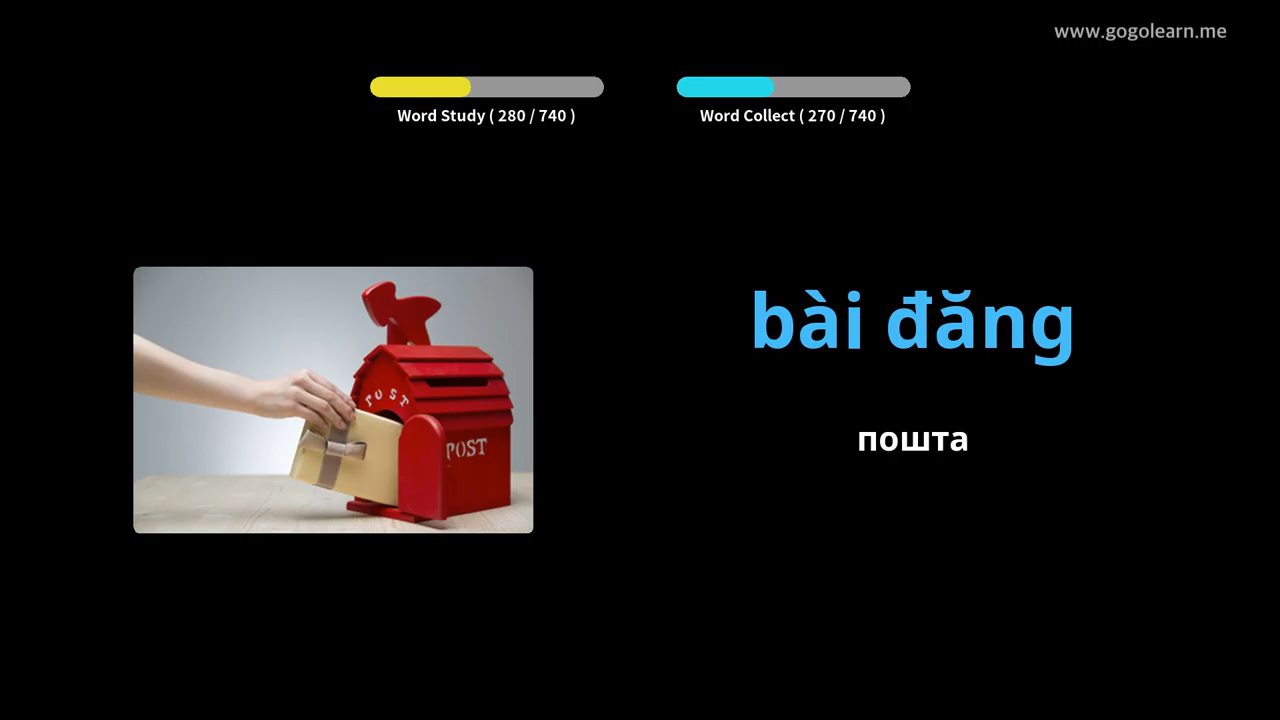 www.gogolearn.me
Word Study ( 280 / 740 )
Word Collect ( 270 / 740 )
bài đăng
пошта
POST
POST